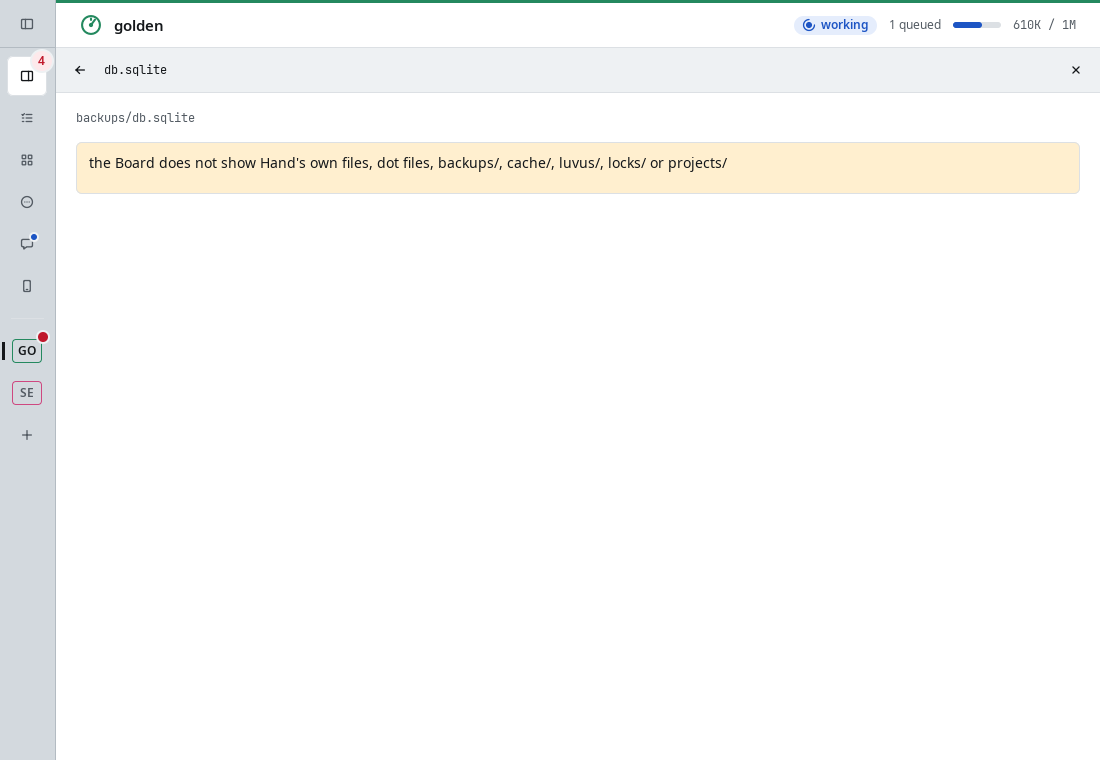 golden
working
1 queued
610K / 1M
4
db.sqlite
backups/db.sqlite
the Board does not show Hand's own files, dot files, backups/, cache/, luvus/, locks/ or projects/
GO
SE